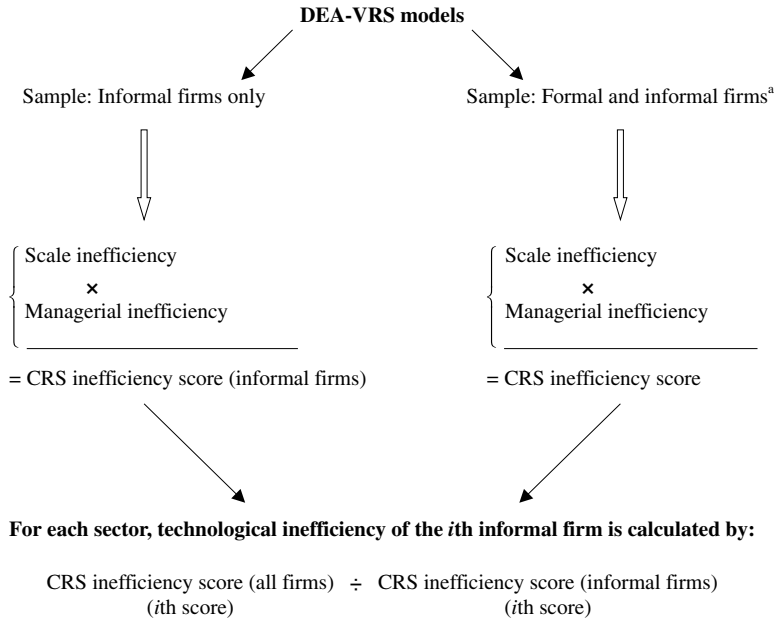 DEA-VRS models
Sample: Informal firms only
Sample: Formal and informal firmsᵃ
Scale inefficiency
×
Managerial inefficiency
= CRS inefficiency score (informal firms)
Scale inefficiency
×
Managerial inefficiency
= CRS inefficiency score
For each sector, technological inefficiency of the ith informal firm is calculated by:
CRS inefficiency score (all firms) ÷ CRS inefficiency score (informal firms)
(ith score) (ith score)